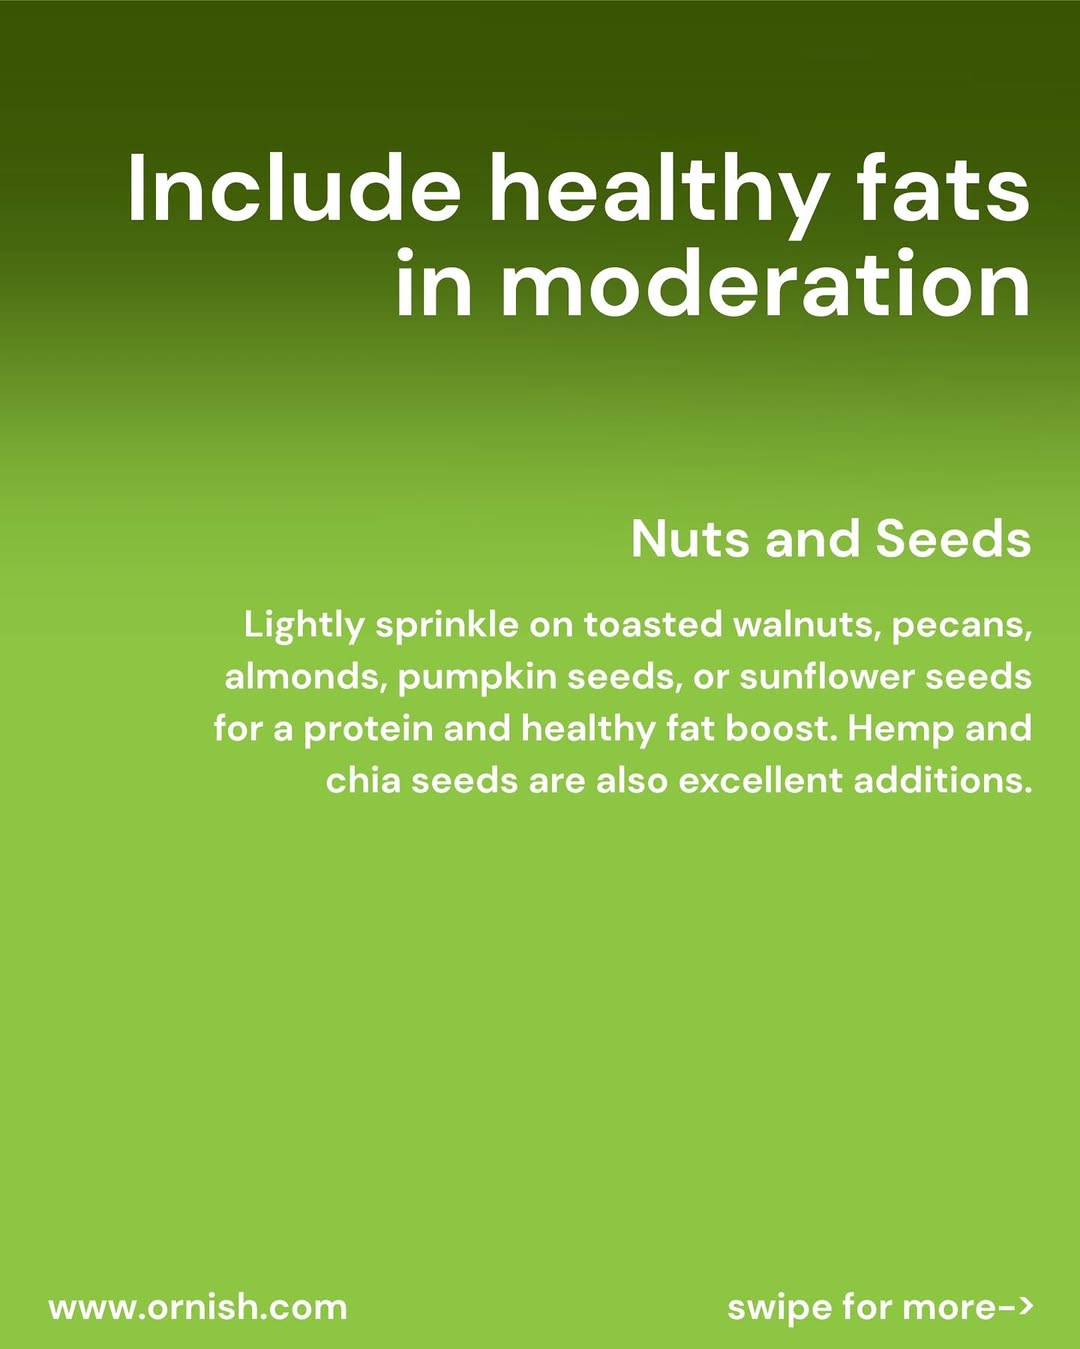 Include healthy fats
in moderation
Nuts and Seeds
Lightly sprinkle on toasted walnuts, pecans,
almonds, pumpkin seeds, or sunflower seeds
for a protein and healthy fat boost. Hemp and
chia seeds are also excellent additions.
www.ornish.com
swipe for more->